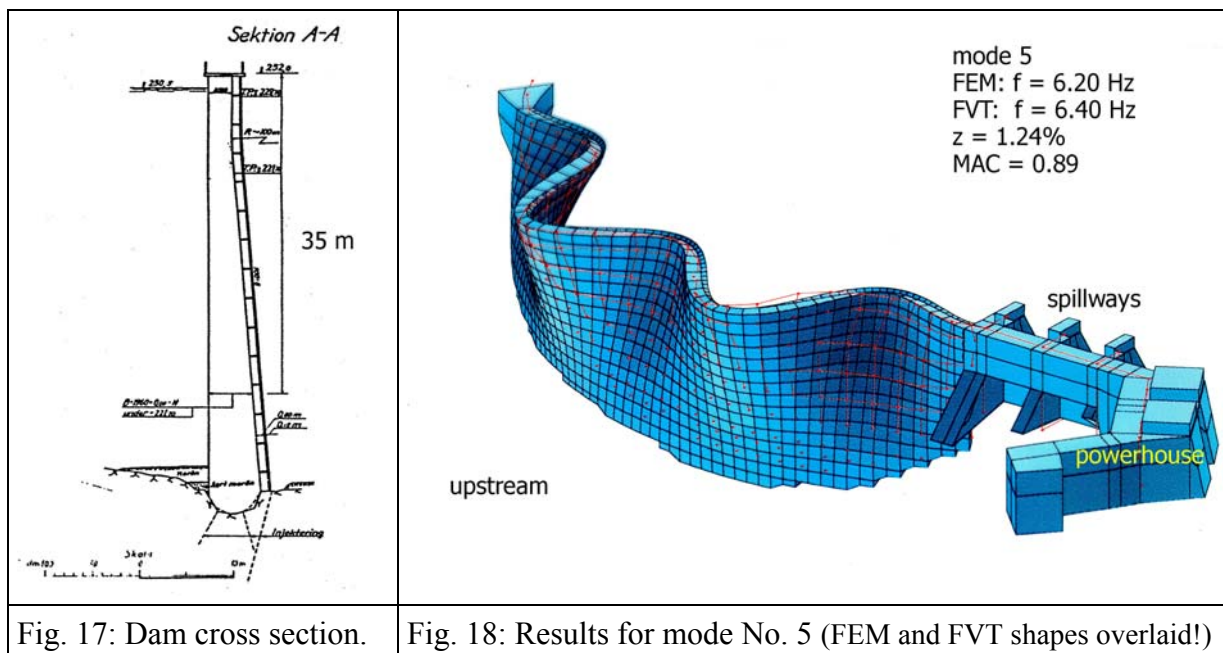 Sektion A-A
35 m
Injektering
mode 5
FEM: f = 6.20 Hz
FVT: f = 6.40 Hz
z = 1.24%
MAC = 0.89
spillways
powerhouse
upstream
Fig. 17: Dam cross section.
Fig. 18: Results for mode No. 5 (FEM and FVT shapes overlaid!)